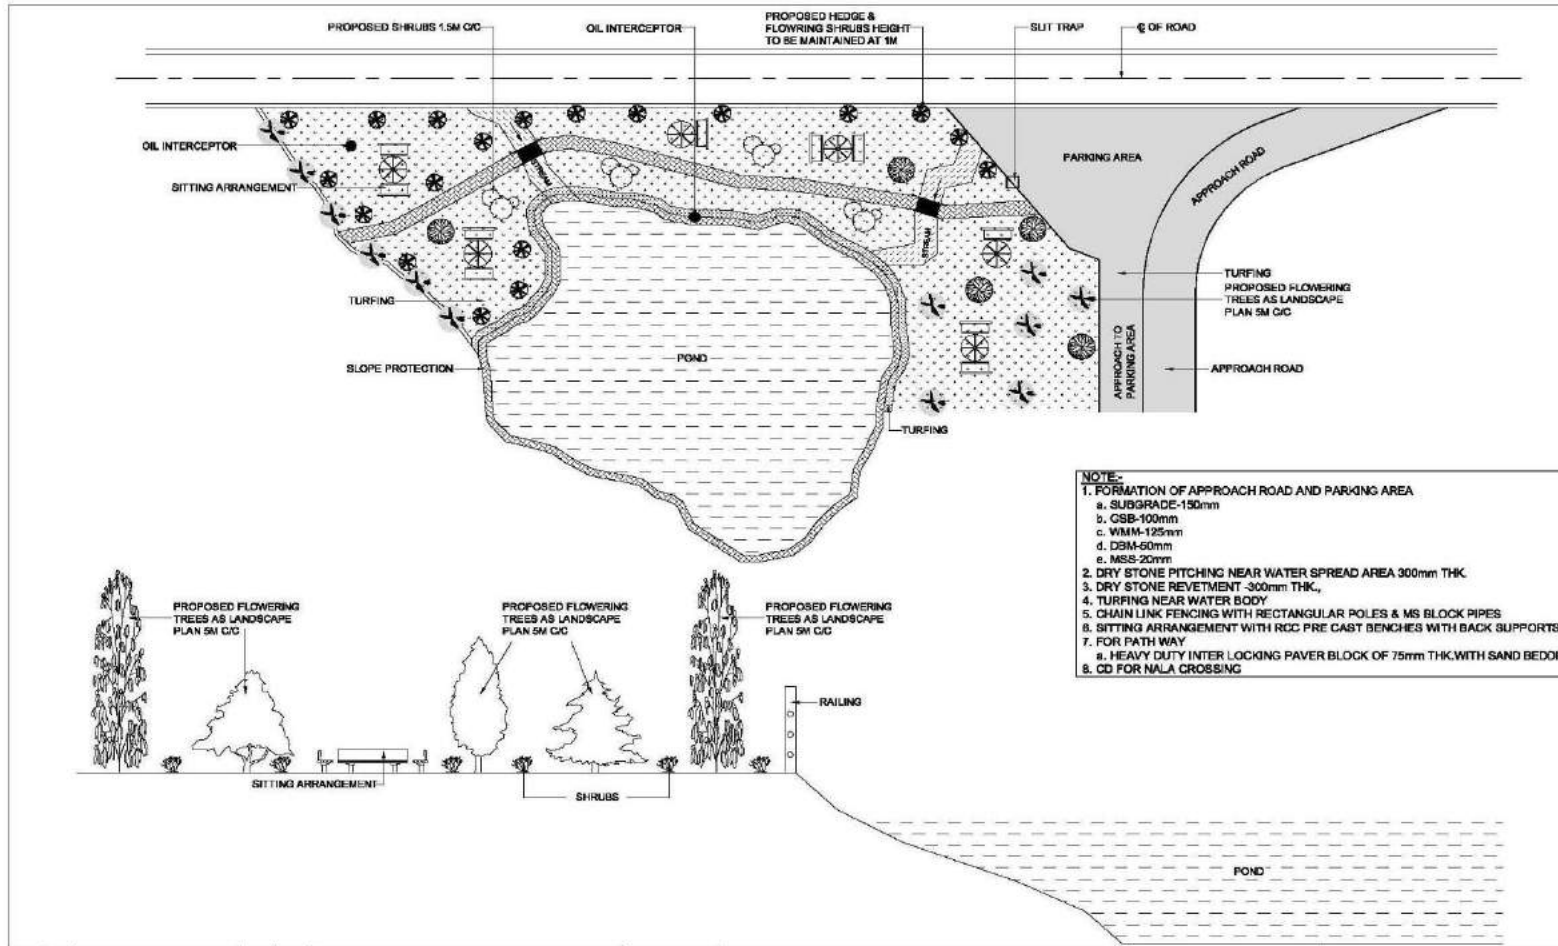 PROPOSED SHRUBS 1.5M C/C
OIL INTERCEPTOR
PROPOSED HEDGE &
FLOWRING SHRUBS HEIGHT
TO BE MAINTAINED AT 1M
SLIT TRAP
℄ OF ROAD
OIL INTERCEPTOR
SITTING ARRANGEMENT
STREAM
PARKING AREA
APPROACH ROAD
STREAM
TURFING
TURFING
PROPOSED FLOWERING
TREES AS LANDSCAPE
PLAN 5M C/C
SLOPE PROTECTION
POND
APPROACH TO
PARKING AREA
APPROACH ROAD
TURFING
NOTE:-
1. FORMATION OF APPROACH ROAD AND PARKING AREA
a. SUBGRADE-150mm
b. GSB-100mm
c. WMM-125mm
d. DBM-50mm
e. MSS-20mm
2. DRY STONE PITCHING NEAR WATER SPREAD AREA 300mm THK.
3. DRY STONE REVETMENT -300mm THK.,
4. TURFING NEAR WATER BODY
5. CHAIN LINK FENCING WITH RECTANGULAR POLES & MS BLOCK PIPES
6. SITTING ARRANGEMENT WITH RCC PRE CAST BENCHES WITH BACK SUPPORTS
7. FOR PATH WAY
a. HEAVY DUTY INTER LOCKING PAVER BLOCK OF 75mm THK.WITH SAND
8. CD FOR NALA CROSSING
PROPOSED FLOWERING
TREES AS LANDSCAPE
PLAN 5M C/C
PROPOSED FLOWERING
TREES AS LANDSCAPE
PLAN 5M C/C
PROPOSED FLOWERING
TREES AS LANDSCAPE
PLAN 5M C/C
RAILING
SITTING ARRANGEMENT
SHRUBS
POND